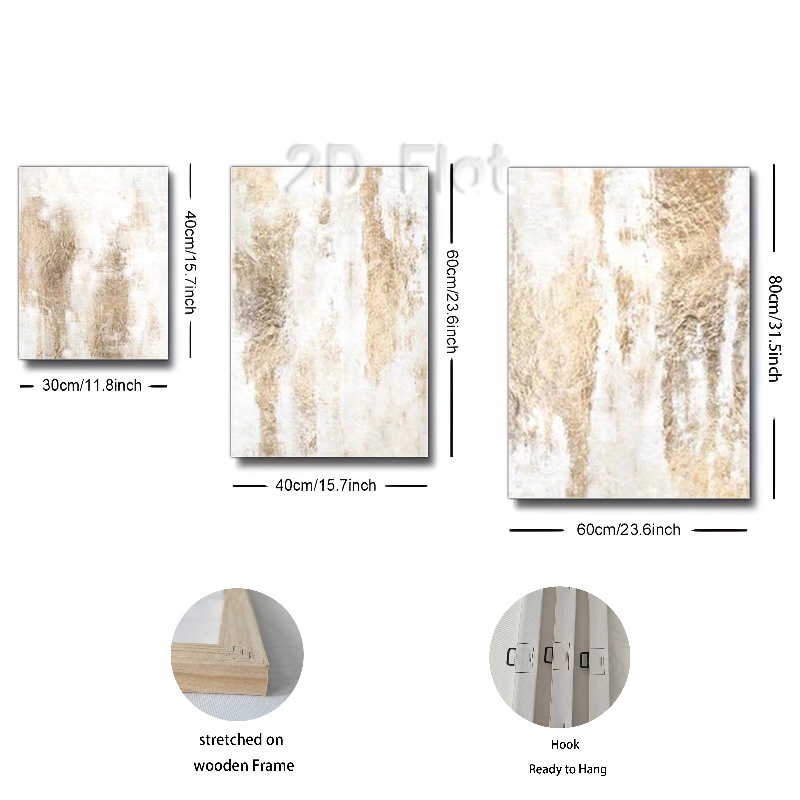 2D Flat
40cm/15.7inch
60cm/23.6inch
80cm/31.5inch
30cm/11.8inch
40cm/15.7inch
60cm/23.6inch
stretched on
wooden Frame
Hook
Ready to Hang